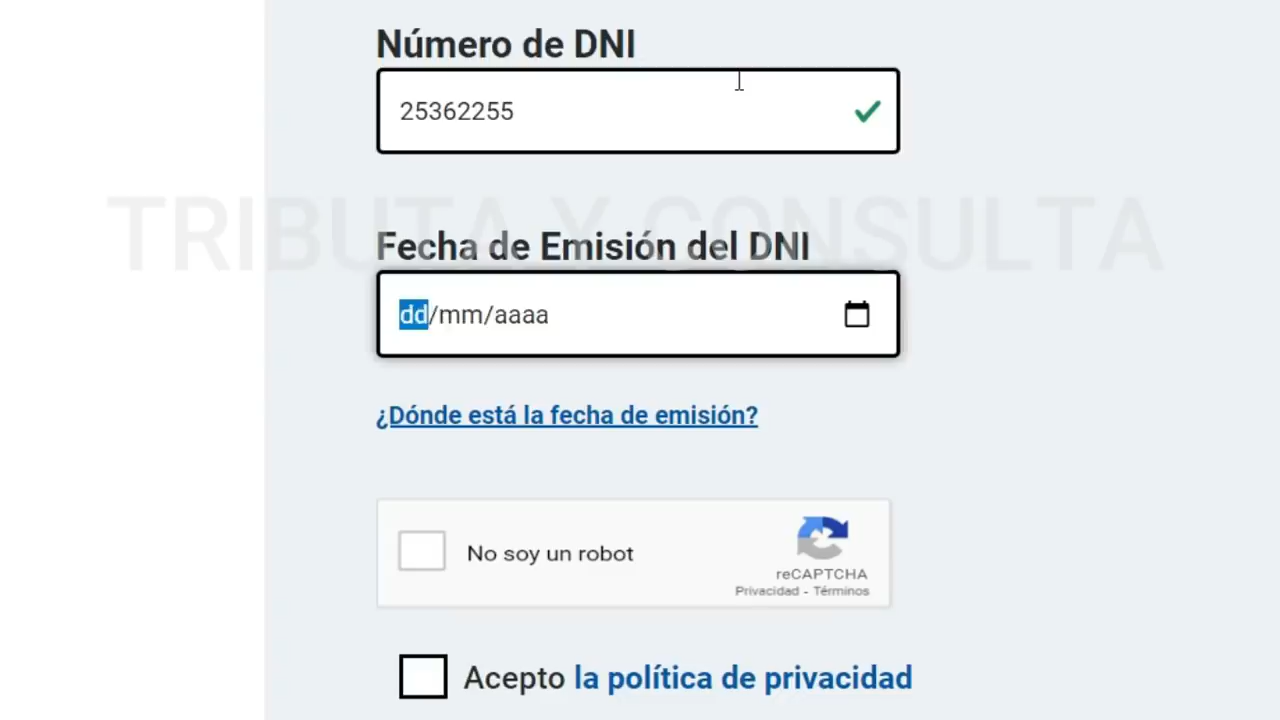 Número de DNI
25362255
TRIBUTA Y CONSULTA
Fecha de Emisión del DNI
dd/mm/aaaa
¿Dónde está la fecha de emisión?
No soy un robot
reCAPTCHA
Privacidad - Términos
Acepto la política de privacidad